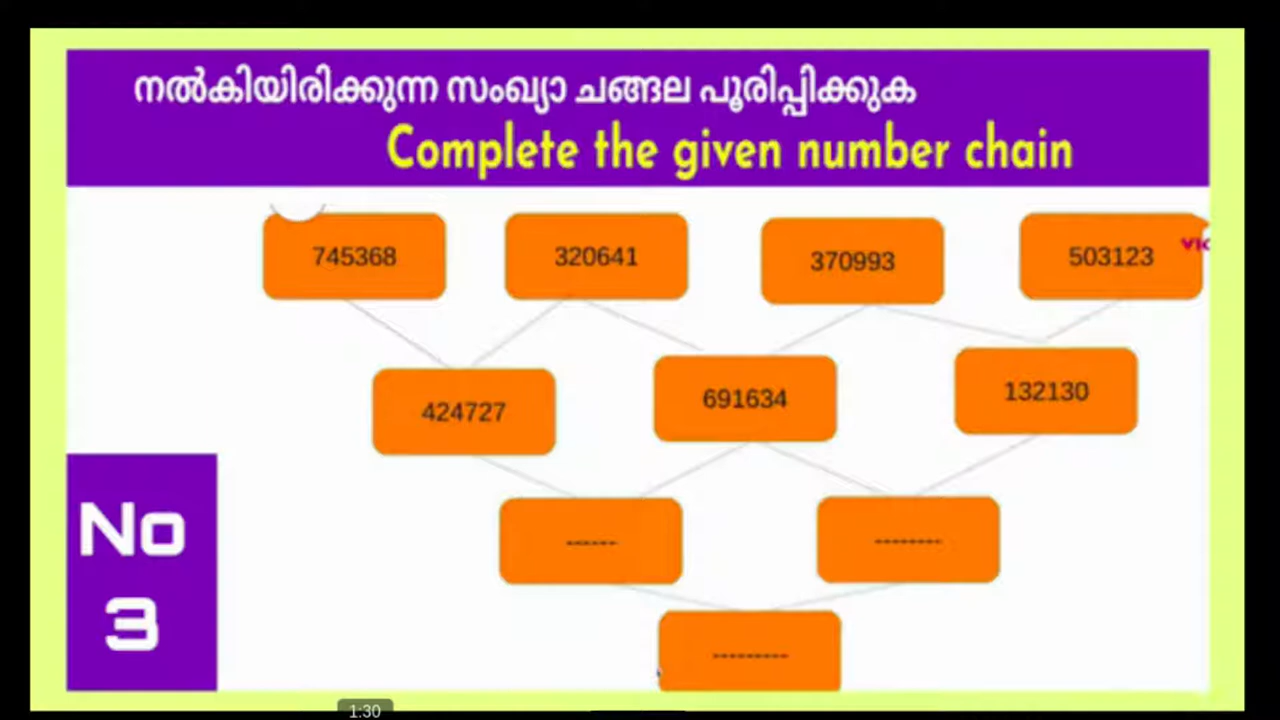 നൽകിയിരിക്കുന്ന സംഖ്യാ ചങ്ങല പൂരിപ്പിക്കുക
Complete the given number chain
745368 320641 370993 503123
VIC
424727 691634 132130
------ --------
---------
No
3
1:30